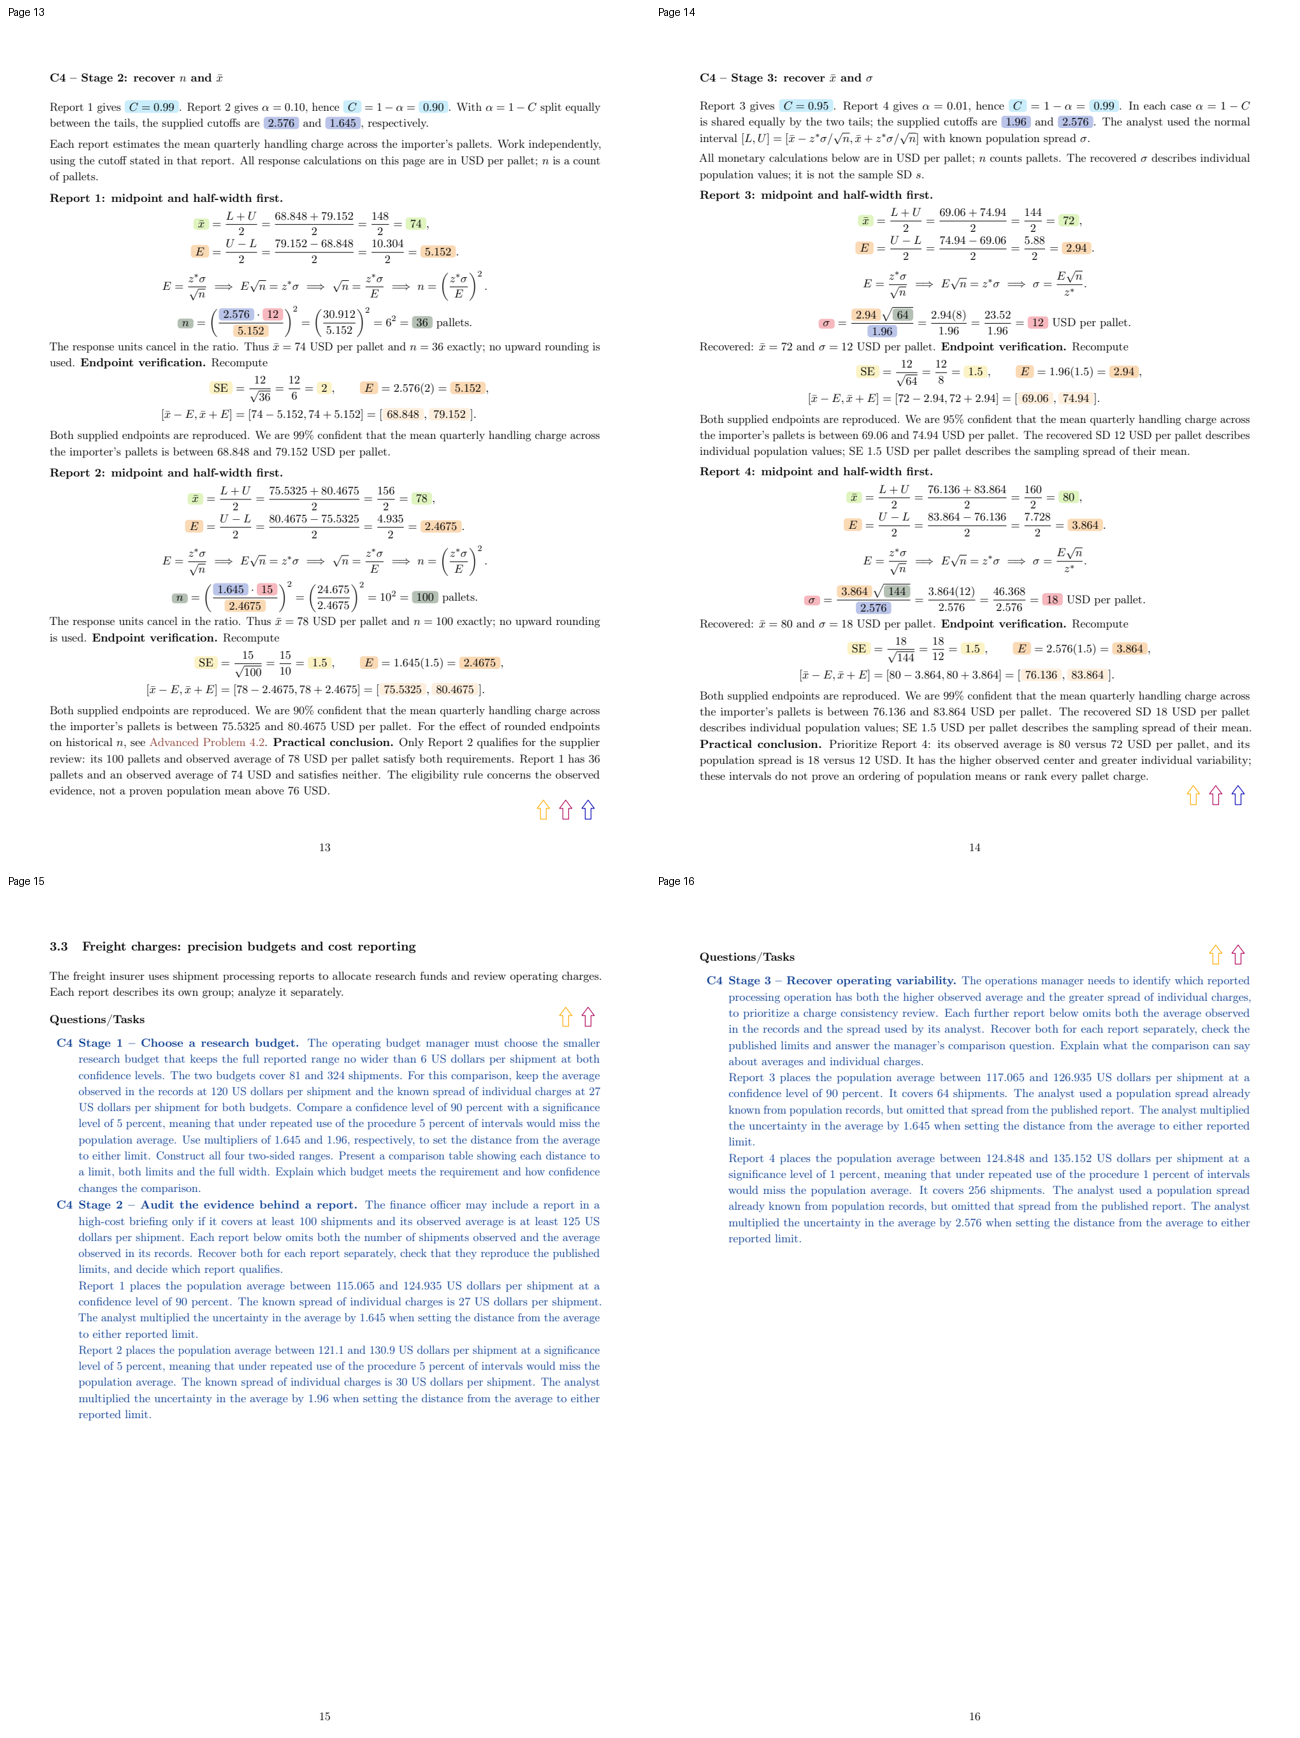 Page 13
C4 – Stage 2: recover n and x̄
Report 1 gives C = 0.99. Report 2 gives α = 0.10, hence C = 1 − α = 0.90. With α = 1 − C split equally
between the tails, the supplied cutoffs are 2.576 and 1.645, respectively.
Each report estimates the mean quarterly handling charge across the importer's pallets. Work independently,
using the cutoff stated in that report. All response calculations on this page are in USD per pallet; n is a count
of pallets.
Report 1: midpoint and half-width first.
x̄ = (L + U)/2 = (68.848 + 79.152)/2 = 148/2 = 74,
E = (U − L)/2 = (79.152 − 68.848)/2 = 10.304/2 = 5.152.
E = z*σ/√n ⟹ E√n = z*σ ⟹ √n = z*σ/E ⟹ n = (z*σ/E)².
n = (2.576 · 12/5.152)² = (30.912/5.152)² = 6² = 36 pallets.
The response units cancel in the ratio. Thus x̄ = 74 USD per pallet and n = 36 exactly; no upward rounding is
used. Endpoint verification. Recompute
SE = 12/√36 = 12/6 = 2, E = 2.576(2) = 5.152,
[x̄ − E, x̄ + E] = [74 − 5.152, 74 + 5.152] = [ 68.848 , 79.152 ].
Both supplied endpoints are reproduced. We are 99% confident that the mean quarterly handling charge across
the importer's pallets is between 68.848 and 79.152 USD per pallet.
Report 2: midpoint and half-width first.
x̄ = (L + U)/2 = (75.5325 + 80.4675)/2 = 156/2 = 78,
E = (U − L)/2 = (80.4675 − 75.5325)/2 = 4.935/2 = 2.4675.
E = z*σ/√n ⟹ E√n = z*σ ⟹ √n = z*σ/E ⟹ n = (z*σ/E)².
n = (1.645 · 15/2.4675)² = (24.675/2.4675)² = 10² = 100 pallets.
The response units cancel in the ratio. Thus x̄ = 78 USD per pallet and n = 100 exactly; no upward rounding
is used. Endpoint verification. Recompute
SE = 15/√100 = 15/10 = 1.5, E = 1.645(1.5) = 2.4675,
[x̄ − E, x̄ + E] = [78 − 2.4675, 78 + 2.4675] = [ 75.5325 , 80.4675 ].
Both supplied endpoints are reproduced. We are 90% confident that the mean quarterly handling charge across
the importer's pallets is between 75.5325 and 80.4675 USD per pallet. For the effect of rounded endpoints
on historical n, see Advanced Problem 4.2. Practical conclusion. Only Report 2 qualifies for the supplier
review: its 100 pallets and observed average of 78 USD per pallet satisfy both requirements. Report 1 has 36
pallets and an observed average of 74 USD and satisfies neither. The eligibility rule concerns the observed
evidence, not a proven population mean above 76 USD.
13
Page 14
C4 – Stage 3: recover x̄ and σ
Report 3 gives C = 0.95. Report 4 gives α = 0.01, hence C = 1 − α = 0.99. In each case α = 1 − C
is shared equally by the two tails; the supplied cutoffs are 1.96 and 2.576. The analyst used the normal
interval [L, U] = [x̄ − z*σ/√n, x̄ + z*σ/√n] with known population spread σ.
All monetary calculations below are in USD per pallet; n counts pallets. The recovered σ describes individual
population values; it is not the sample SD s.
Report 3: midpoint and half-width first.
x̄ = (L + U)/2 = (69.06 + 74.94)/2 = 144/2 = 72,
E = (U − L)/2 = (74.94 − 69.06)/2 = 5.88/2 = 2.94.
E = z*σ/√n ⟹ E√n = z*σ ⟹ σ = E√n/z*.
σ = 2.94√64/1.96 = 2.94(8)/1.96 = 23.52/1.96 = 12 USD per pallet.
Recovered: x̄ = 72 and σ = 12 USD per pallet. Endpoint verification. Recompute
SE = 12/√64 = 12/8 = 1.5, E = 1.96(1.5) = 2.94,
[x̄ − E, x̄ + E] = [72 − 2.94, 72 + 2.94] = [ 69.06 , 74.94 ].
Both supplied endpoints are reproduced. We are 95% confident that the mean quarterly handling charge across
the importer's pallets is between 69.06 and 74.94 USD per pallet. The recovered SD 12 USD per pallet describes
individual population values; SE 1.5 USD per pallet describes the sampling spread of their mean.
Report 4: midpoint and half-width first.
x̄ = (L + U)/2 = (76.136 + 83.864)/2 = 160/2 = 80,
E = (U − L)/2 = (83.864 − 76.136)/2 = 7.728/2 = 3.864.
E = z*σ/√n ⟹ E√n = z*σ ⟹ σ = E√n/z*.
σ = 3.864√144/2.576 = 3.864(12)/2.576 = 46.368/2.576 = 18 USD per pallet.
Recovered: x̄ = 80 and σ = 18 USD per pallet. Endpoint verification. Recompute
SE = 18/√144 = 18/12 = 1.5, E = 2.576(1.5) = 3.864,
[x̄ − E, x̄ + E] = [80 − 3.864, 80 + 3.864] = [ 76.136 , 83.864 ].
Both supplied endpoints are reproduced. We are 99% confident that the mean quarterly handling charge across
the importer's pallets is between 76.136 and 83.864 USD per pallet. The recovered SD 18 USD per pallet
describes individual population values; SE 1.5 USD per pallet describes the sampling spread of their mean.
Practical conclusion. Prioritize Report 4: its observed average is 80 versus 72 USD per pallet, and its
population spread is 18 versus 12 USD. It has the higher observed center and greater individual variability;
these intervals do not prove an ordering of population means or rank every pallet charge.
14
Page 15
3.3 Freight charges: precision budgets and cost reporting
The freight insurer uses shipment processing reports to allocate research funds and review operating charges.
Each report describes its own group; analyze it separately.
Questions/Tasks
C4 Stage 1 – Choose a research budget. The operating budget manager must choose the smaller
research budget that keeps the full reported range no wider than 6 US dollars per shipment at both
confidence levels. The two budgets cover 81 and 324 shipments. For this comparison, keep the average
observed in the records at 120 US dollars per shipment and the known spread of individual charges at 27
US dollars per shipment for both budgets. Compare a confidence level of 90 percent with a significance
level of 5 percent, meaning that under repeated use of the procedure 5 percent of intervals would miss the
population average. Use multipliers of 1.645 and 1.96, respectively, to set the distance from the average
to either limit. Construct all four two-sided ranges. Present a comparison table showing each distance to
a limit, both limits and the full width. Explain which budget meets the requirement and how confidence
changes the comparison.
C4 Stage 2 – Audit the evidence behind a report. The finance officer may include a report in a
high-cost briefing only if it covers at least 100 shipments and its observed average is at least 125 US
dollars per shipment. Each report below omits both the number of shipments observed and the average
observed in its records. Recover both for each report separately, check that they reproduce the published
limits, and decide which report qualifies.
Report 1 places the population average between 115.065 and 124.935 US dollars per shipment at a
confidence level of 90 percent. The known spread of individual charges is 27 US dollars per shipment.
The analyst multiplied the uncertainty in the average by 1.645 when setting the distance from the average
to either reported limit.
Report 2 places the population average between 121.1 and 130.9 US dollars per shipment at a significance
level of 5 percent, meaning that under repeated use of the procedure 5 percent of intervals would miss the
population average. The known spread of individual charges is 30 US dollars per shipment. The analyst
multiplied the uncertainty in the average by 1.96 when setting the distance from the average to either
reported limit.
15
Page 16
Questions/Tasks
C4 Stage 3 – Recover operating variability. The operations manager needs to identify which reported
processing operation has both the higher observed average and the greater spread of individual charges,
to prioritize a charge consistency review. Each further report below omits both the average observed
in the records and the spread used by its analyst. Recover both for each report separately, check the
published limits and answer the manager's comparison question. Explain what the comparison can say
about averages and individual charges.
Report 3 places the population average between 117.065 and 126.935 US dollars per shipment at a
confidence level of 90 percent. It covers 64 shipments. The analyst used a population spread already
known from population records, but omitted that spread from the published report. The analyst multiplied
the uncertainty in the average by 1.645 when setting the distance from the average to either reported
limit.
Report 4 places the population average between 124.848 and 135.152 US dollars per shipment at a
significance level of 1 percent, meaning that under repeated use of the procedure 1 percent of intervals
would miss the population average. It covers 256 shipments. The analyst used a population spread
already known from population records, but omitted that spread from the published report. The analyst
multiplied the uncertainty in the average by 2.576 when setting the distance from the average to either
reported limit.
16